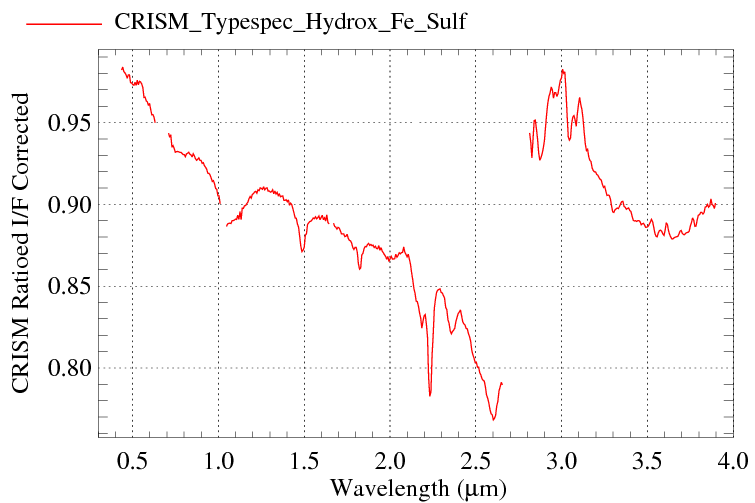 CRISM_Typespec_Hydrox_Fe_Sulf
CRISM Ratioed I/F Corrected
0.95
0.90
0.85
0.80
0.5 1.0 1.5 2.0 2.5 3.0 3.5 4.0
Wavelength (μm)